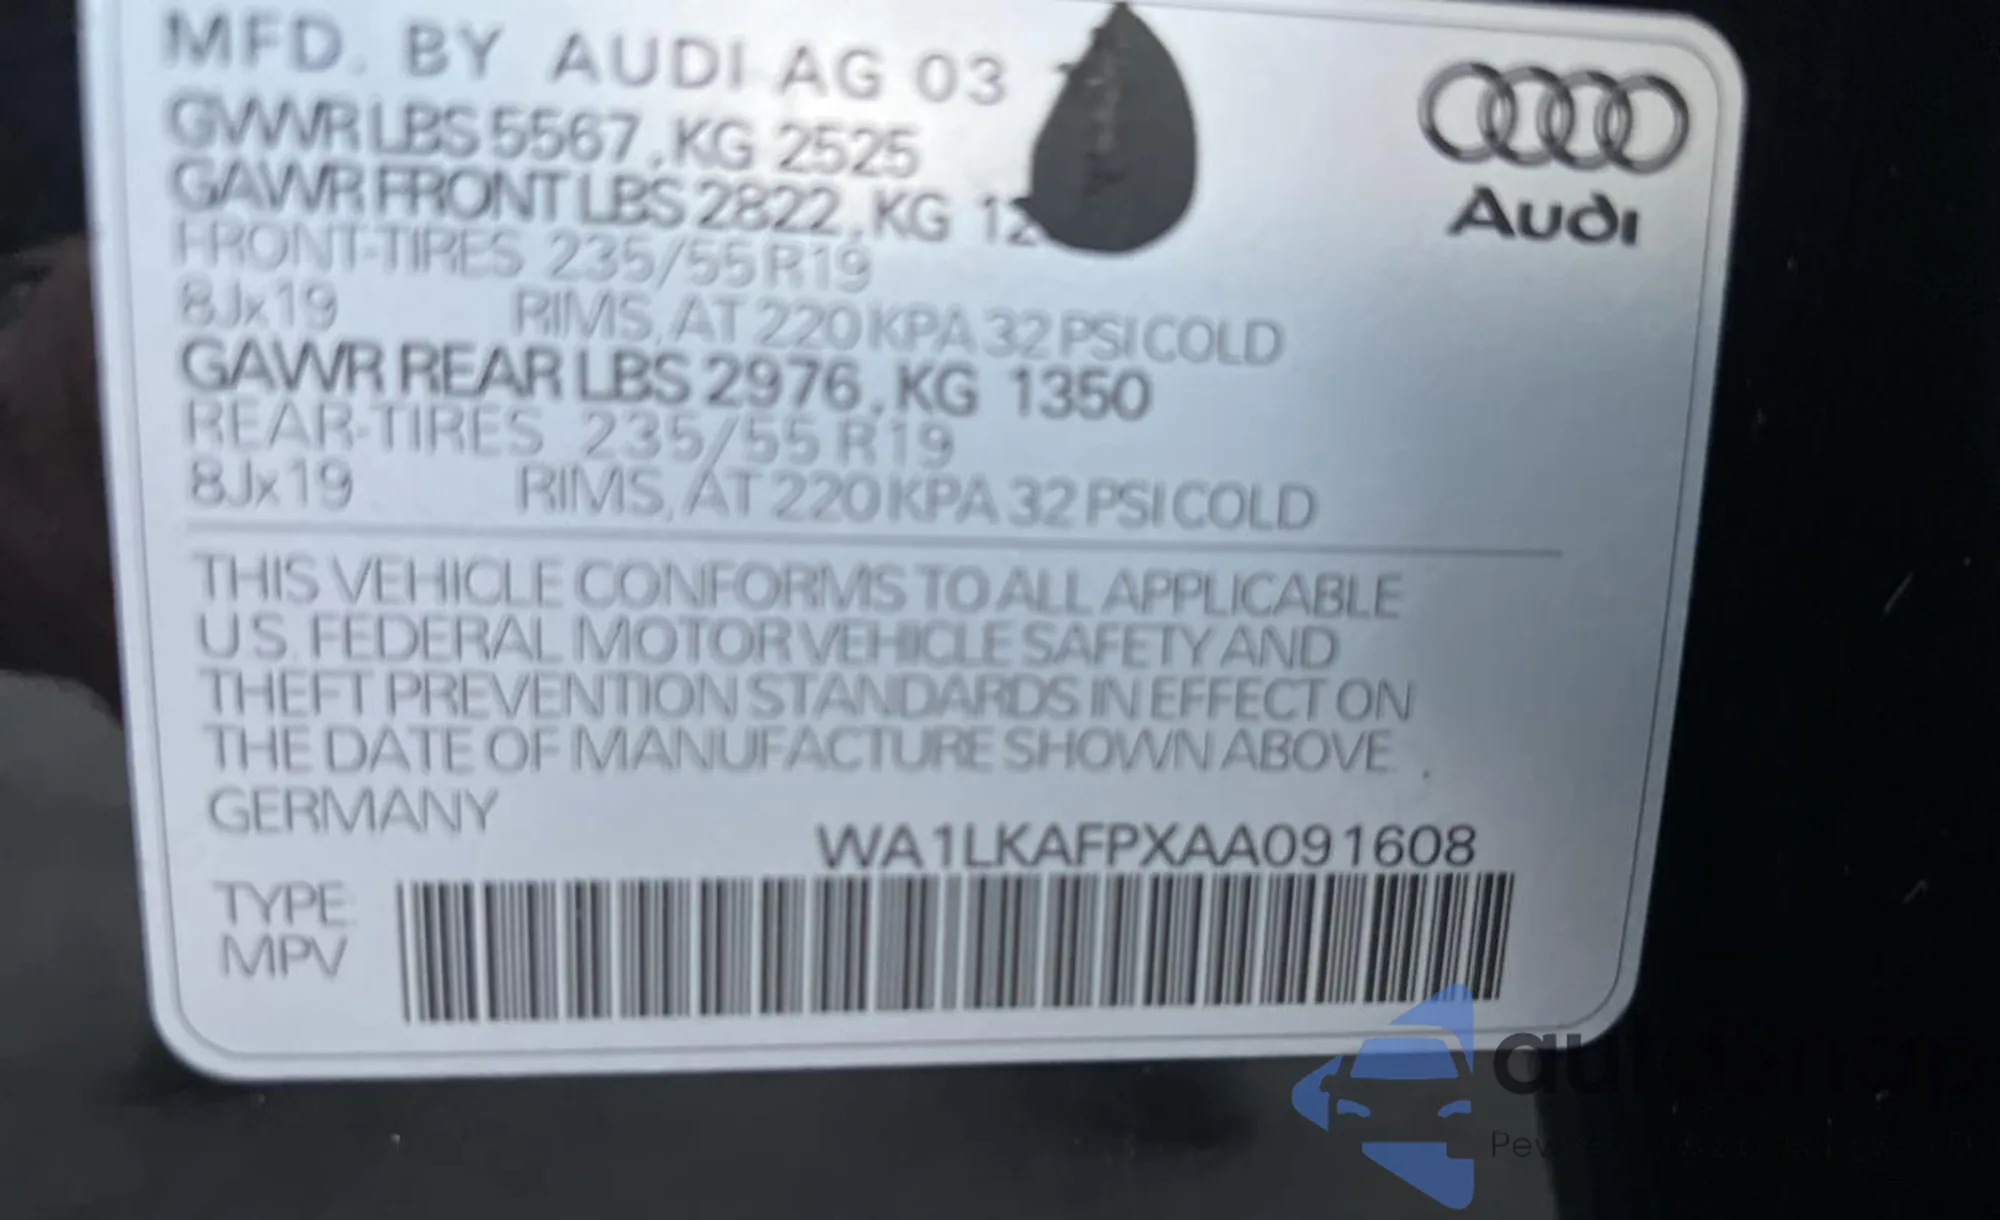 MFD. BY AUDI AG 03
GVWR LBS 5567, KG 2525
GAWR FRONT LBS 2822, KG
FRONT-TIRES 235/55 R19
8Jx19 RIMS, AT 220 KPA 32 PSI COLD
GAWR REAR LBS 2976, KG 1350
REAR-TIRES 235/55 R19
8Jx19 RIMS, AT 220 KPA 32 PSI COLD
THIS VEHICLE CONFORMS TO ALL APPLICABLE
U.S. FEDERAL MOTOR VEHICLE SAFETY AND
THEFT PREVENTION STANDARDS IN EFFECT ON
THE DATE OF MANUFACTURE SHOWN ABOVE.
GERMANY
WA1LKAFPXAA091608
TYPE:
MPV
Audi